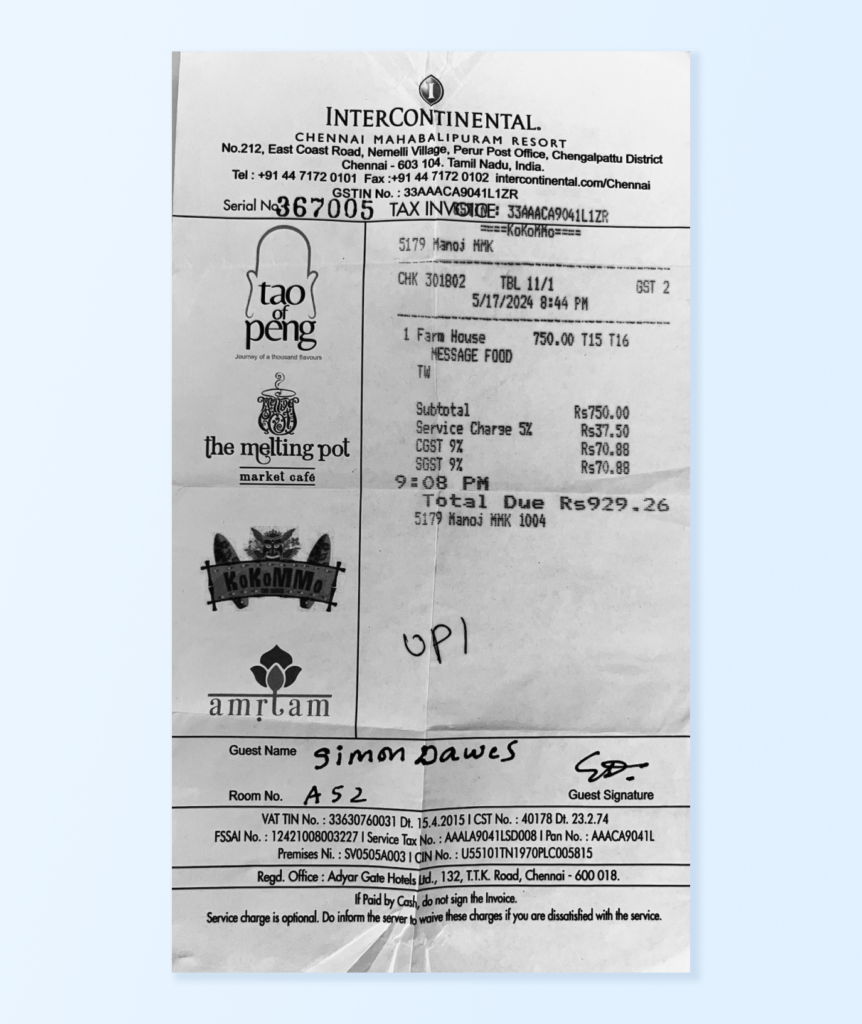 INTERCONTINENTAL.
CHENNAI MAHABALIPURAM RESORT
No.212, East Coast Road, Nemelli Village, Perur Post Office, Chengalpattu District
Chennai - 603 104. Tamil Nadu, India.
Tel : +91 44 7172 0101 Fax :+91 44 7172 0102 intercontinental.com/Chennai
GSTIN No. : 33AAACA9041L1ZR
Serial No 367005 TAX INVOICE: 33AAACA9041L1ZR
====KoKoMMo====
5179 Manoj MMK
CHK 301802 TBL 11/1 GST 2
5/17/2024 8:44 PM
1 Farm House 750.00 T15 T16
MESSAGE FOOD
TW
Subtotal Rs750.00
Service Charge 5% Rs37.50
CGST 9% Rs70.88
SGST 9% Rs70.88
9:08 PM
Total Due Rs929.26
5179 Manoj MMK 1004
tao
of
peng
Journey of a thousand flavours
the melting pot
market café
KoKoMMo
amrtam
UPI
Guest Name Simon Dawes
Room No. A52 Guest Signature
VAT TIN No. : 33630760031 Dt. 15.4.2015 I CST No. : 40178 Dt. 23.2.74
FSSAI No. : 12421008003227 I Service Tax No. : AAALA9041LSD008 I Pan No. : AAACA9041L
Premises Ni. : SV0505A003 I CIN No. : U55101TN1970PLC005815
Regd. Office : Adyar Gate Hotels Ltd., 132, T.T.K. Road, Chennai - 600 018.
If Paid by Cash, do not sign the Invoice.
Service charge is optional. Do inform the server to waive these charges if you are dissatisfied with the service.